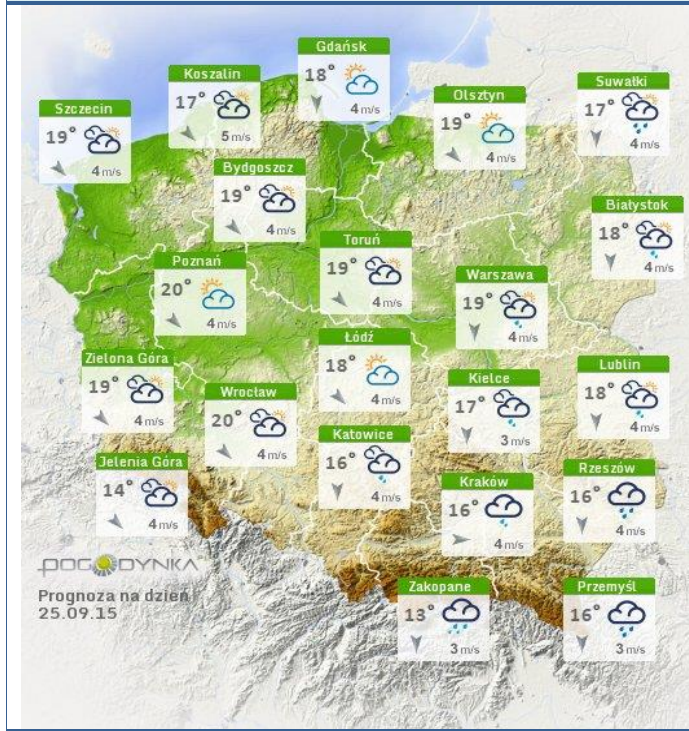 Gdańsk
18°
4 m/s
Koszalin
17°
5 m/s
Suwałki
17°
4 m/s
Olsztyn
19°
4 m/s
Szczecin
19°
4 m/s
Bydgoszcz
19°
4 m/s
Białystok
18°
4 m/s
Toruń
19°
4 m/s
Poznań
20°
4 m/s
Warszawa
19°
4 m/s
Łódź
18°
4 m/s
Zielona Góra
19°
4 m/s
Lublin
18°
4 m/s
Kielce
17°
3 m/s
Wrocław
20°
4 m/s
Katowice
16°
4 m/s
Jelenia Góra
14°
4 m/s
Rzeszów
16°
4 m/s
Kraków
16°
4 m/s
POGODYNKA
Prognoza na dzień
25.09.15
Zakopane
13°
3 m/s
Przemyśl
16°
3 m/s